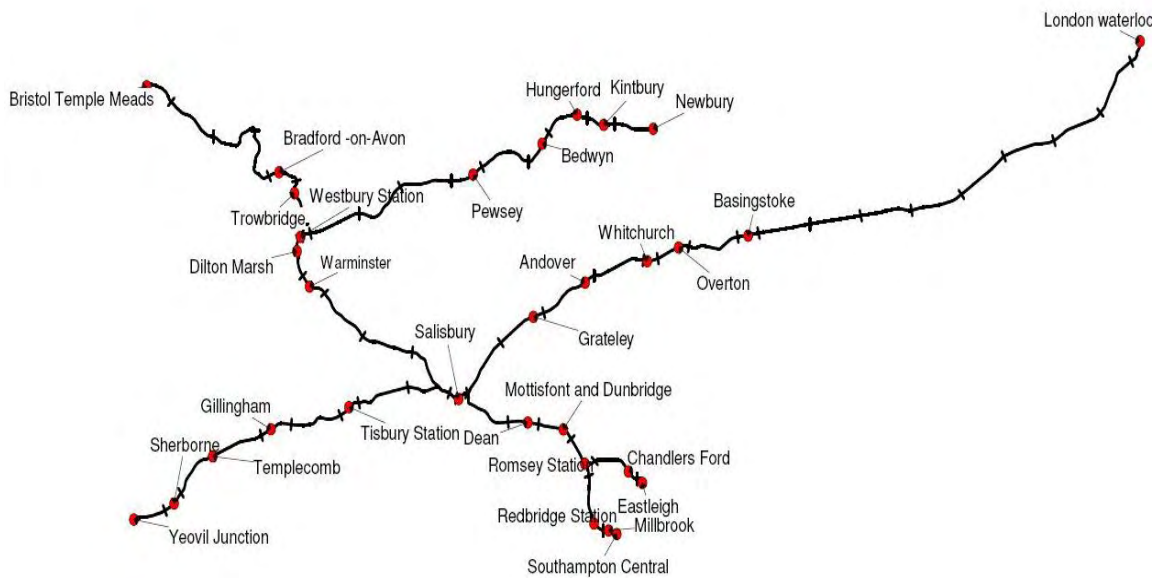 London waterloo
Bristol Temple Meads
Hungerford
Kintbury
Newbury
Bradford -on-Avon
Bedwyn
Westbury Station
Trowbridge
Pewsey
Basingstoke
Dilton Marsh
Warminster
Whitchurch
Andover
Overton
Salisbury
Grateley
Mottisfont and Dunbridge
Gillingham
Tisbury Station
Dean
Sherborne
Templecomb
Romsey Station
Chandlers Ford
Eastleigh
Redbridge Station
Millbrook
Yeovil Junction
Southampton Central